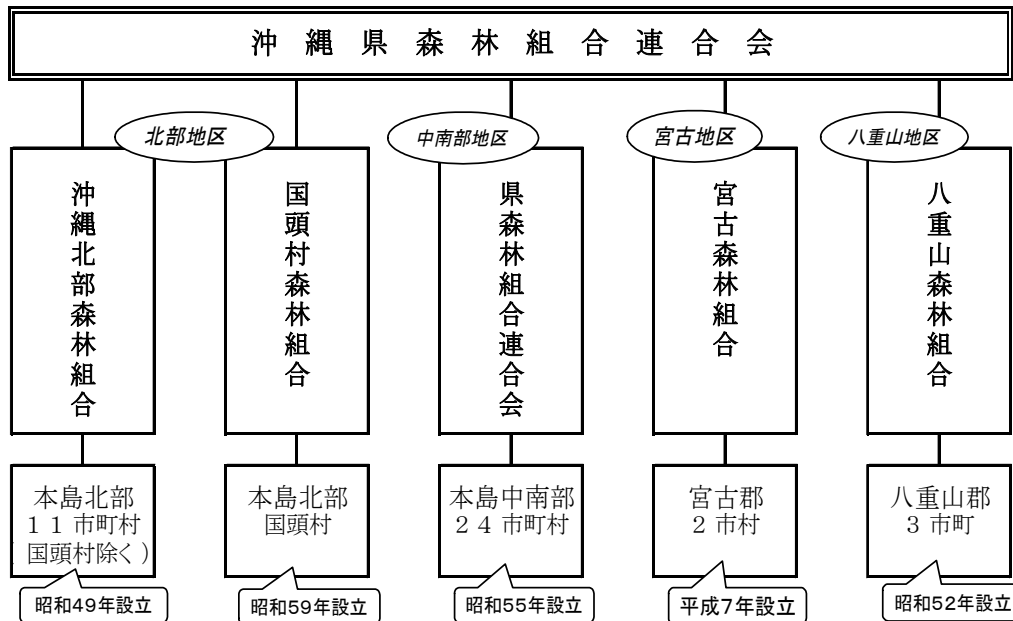 沖縄県森林組合連合会
北部地区
中南部地区
宮古地区
八重山地区
沖縄北部森林組合
国頭村森林組合
県森林組合連合会
宮古森林組合
八重山森林組合
本島北部
11市町村
(国頭村除く)
本島北部
国頭村
本島中南部
24市町村
宮古郡
2市村
八重山郡
3市町
昭和49年設立
昭和59年設立
昭和55年設立
平成7年設立
昭和52年設立